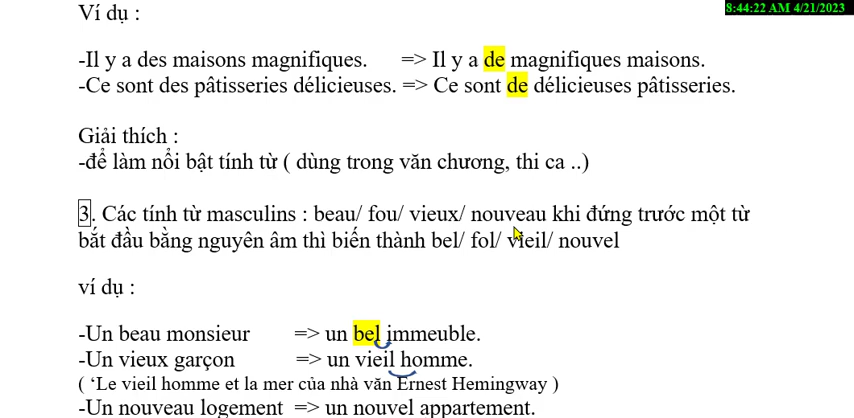 8:44:22 AM 4/21/2023
Ví dụ :
-Il y a des maisons magnifiques. => Il y a de magnifiques maisons.
-Ce sont des pâtisseries délicieuses. => Ce sont de délicieuses pâtisseries.
Giải thích :
-để làm nổi bật tính từ ( dùng trong văn chương, thi ca ..)
3. Các tính từ masculins : beau/ fou/ vieux/ nouveau khi đứng trước một từ
bắt đầu bằng nguyên âm thì biến thành bel/ fol/ vieil/ nouvel
ví dụ :
-Un beau monsieur => un bel immeuble.
-Un vieux garçon => un vieil homme.
( ‘Le vieil homme et la mer của nhà văn Ernest Hemingway )
-Un nouveau logement => un nouvel appartement.